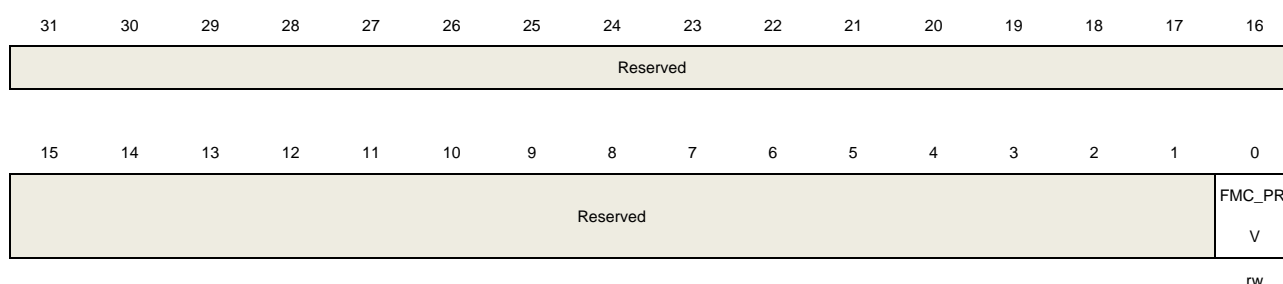 31 30 29 28 27 26 25 24 23 22 21 20 19 18 17 16
Reserved
15 14 13 12 11 10 9 8 7 6 5 4 3 2 1 0
Reserved
FMC_PR
V
rw